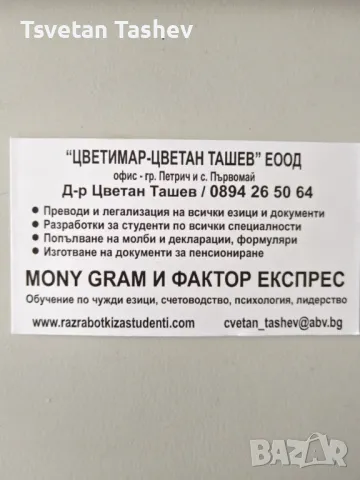 Tsvetan Tashev
"ЦВЕТИМАР-ЦВЕТАН ТАШЕВ" ЕООД
офис - гр. Петрич и с. Първомай
Д-р Цветан Ташев / 0894 26 50 64
● Преводи и легализация на всички езици и документи
● Разработки за студенти по всички специалности
● Попълване на молби и декларации, формуляри
● Изготване на документи за пенсиониране
MONY GRAM И ФАКТОР ЕКСПРЕС
Обучение по чужди езици, счетоводство, психология, лидерство
www.razrabotkizastudenti.com cvetan_tashev@abv.bg
BAZAR